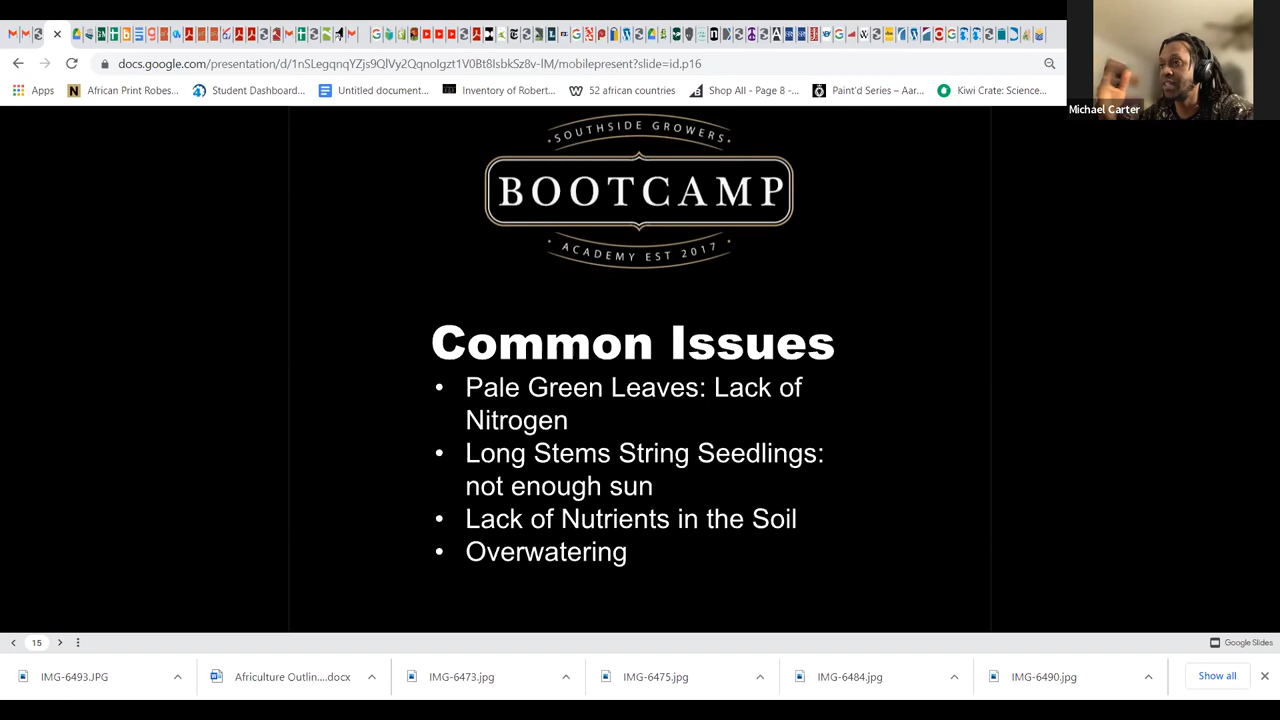 docs.google.com/presentation/d/1nSLegqnqYZjs9QlVy2QqnoIgzt1V0Bt8IsbkSz8v-lM/mobilepresent?slide=id.p16
Apps African Print Robes... Student Dashboard... Untitled document... Inventory of Robert... 52 african countries Shop All - Page 8 -... Paint'd Series – Aar... Kiwi Crate: Science...
Michael Carter
SOUTHSIDE GROWERS
BOOTCAMP
ACADEMY EST 2017
Common Issues
• Pale Green Leaves: Lack of
Nitrogen
• Long Stems String Seedlings:
not enough sun
• Lack of Nutrients in the Soil
• Overwatering
15
Google Slides
IMG-6493.JPG Africulture Outlin....docx IMG-6473.jpg IMG-6475.jpg IMG-6484.jpg IMG-6490.jpg Show all